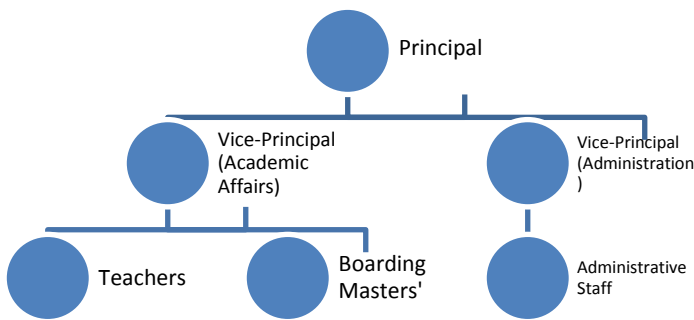 Principal
Vice-Principal
(Academic
Affairs)
Vice-Principal
(Administration
)
Teachers
Boarding
Masters'
Administrative
Staff